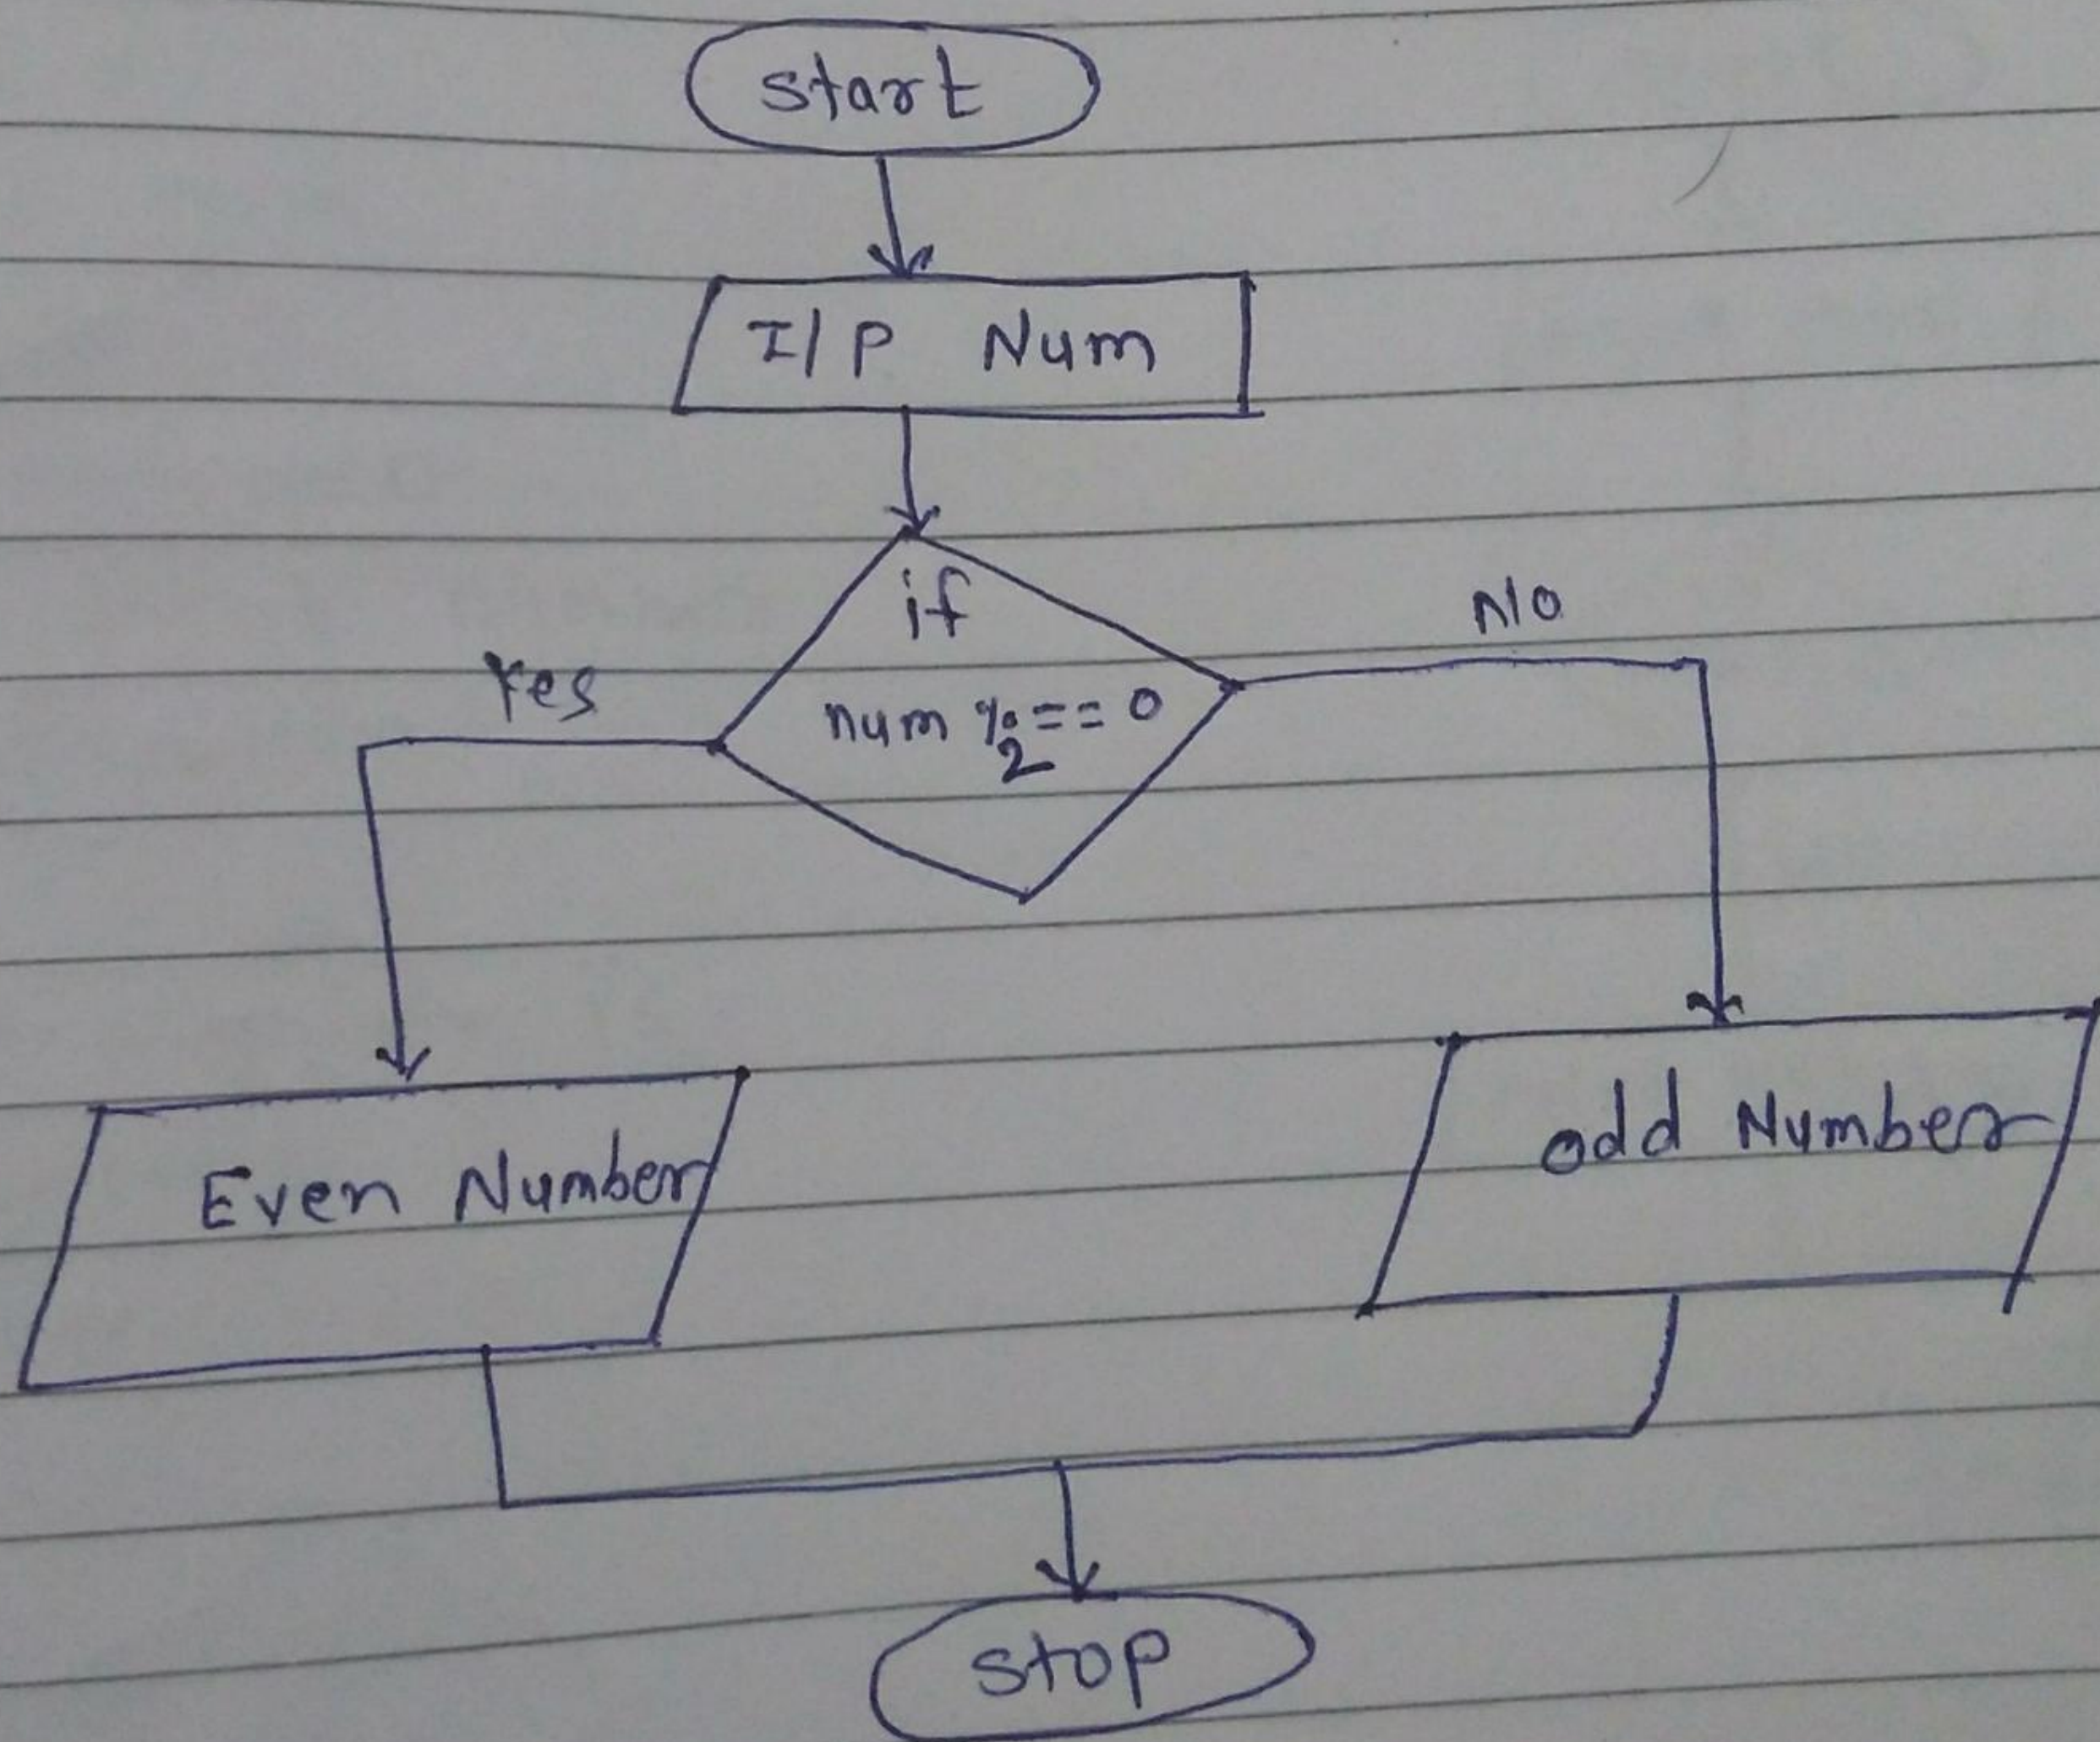 start
I/P Num
if
num %2 == 0
Yes
No
Even Number
odd Number
stop